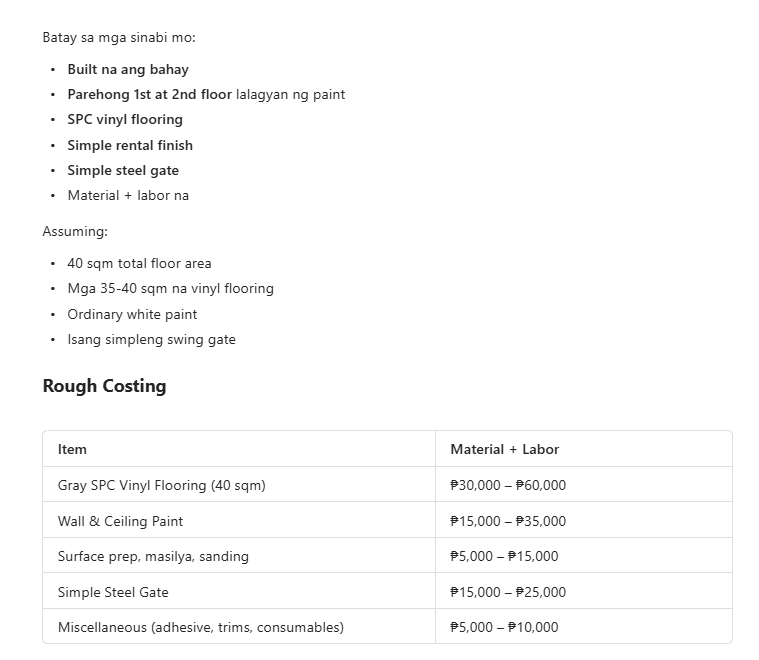 Batay sa mga sinabi mo:
• Built na ang bahay
• Parehong 1st at 2nd floor lalagyan ng paint
• SPC vinyl flooring
• Simple rental finish
• Simple steel gate
• Material + labor na
Assuming:
• 40 sqm total floor area
• Mga 35-40 sqm na vinyl flooring
• Ordinary white paint
• Isang simpleng swing gate
Rough Costing
Item Material + Labor
Gray SPC Vinyl Flooring (40 sqm) ₱30,000 – ₱60,000
Wall & Ceiling Paint ₱15,000 – ₱35,000
Surface prep, masilya, sanding ₱5,000 – ₱15,000
Simple Steel Gate ₱15,000 – ₱25,000
Miscellaneous (adhesive, trims, consumables) ₱5,000 – ₱10,000